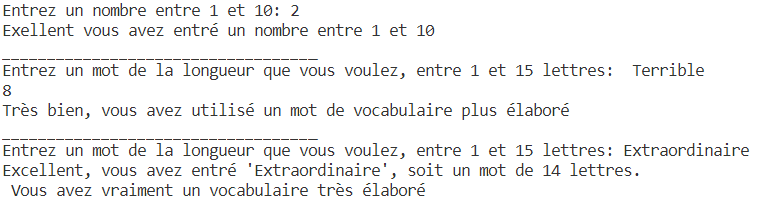 Entrez un nombre entre 1 et 10: 2
Exellent vous avez entré un nombre entre 1 et 10
___________________________________
Entrez un mot de la longueur que vous voulez, entre 1 et 15 lettres:  Terrible
8
Très bien, vous avez utilisé un mot de vocabulaire plus élaboré
___________________________________
Entrez un mot de la longueur que vous voulez, entre 1 et 15 lettres: Extraordinaire
Excellent, vous avez entré 'Extraordinaire', soit un mot de 14 lettres.
 Vous avez vraiment un vocabulaire très élaboré